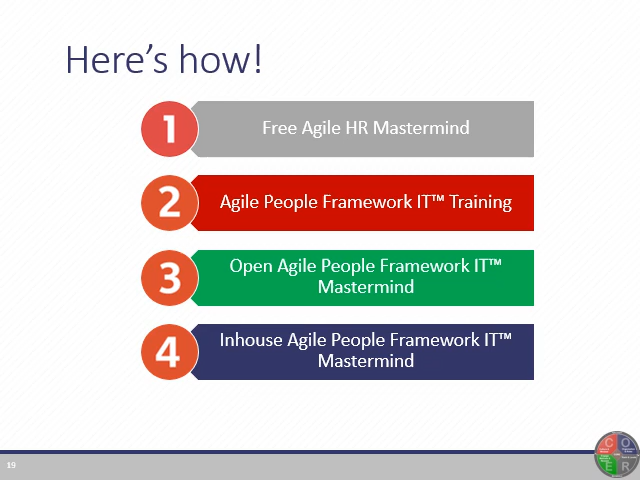 Here’s how!
1
Free Agile HR Mastermind
2
Agile People Framework IT™ Training
3
Open Agile People Framework IT™
Mastermind
4
Inhouse Agile People Framework IT™
Mastermind
19
C O
E R